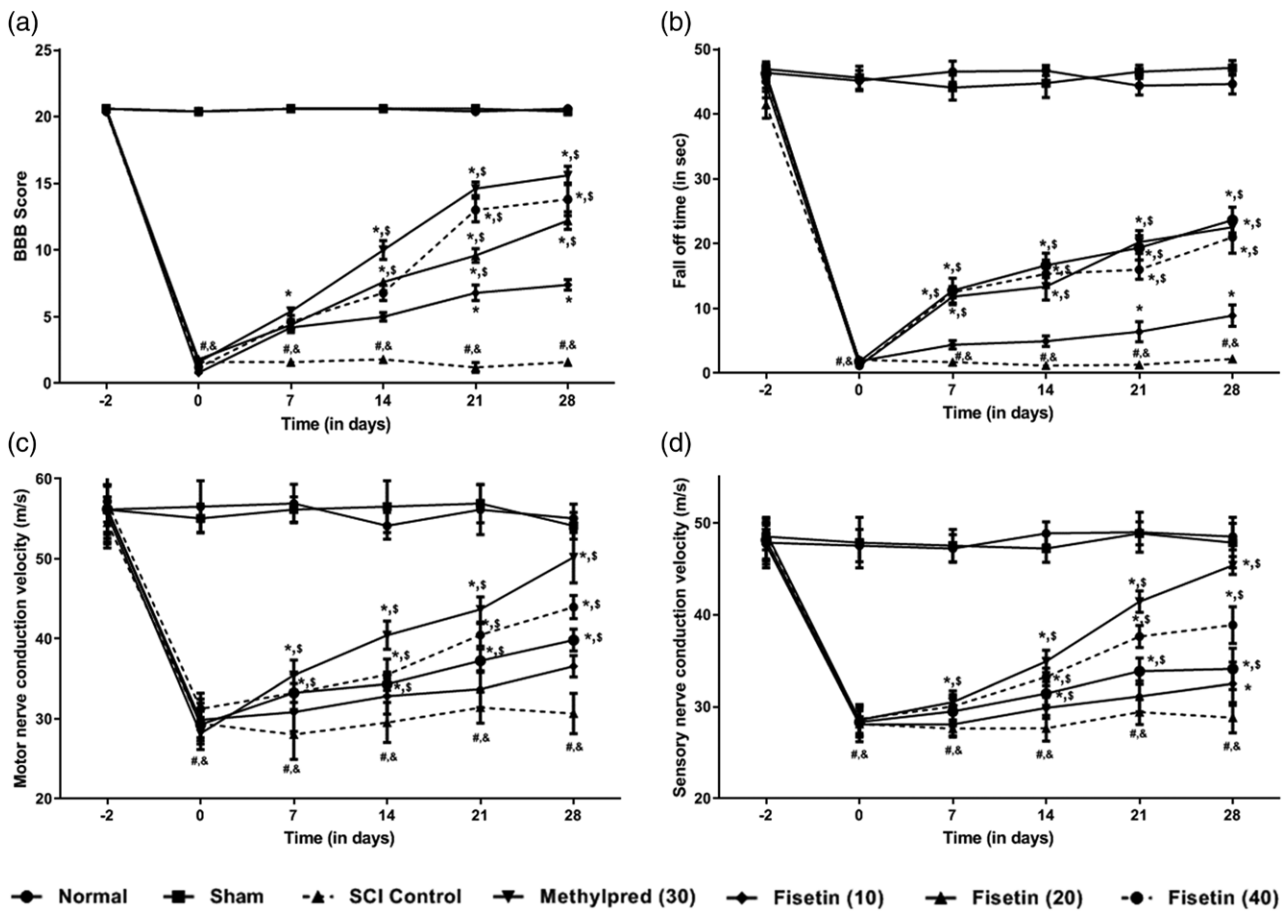 (a)
BBB Score
25
20
15
10
5
0
-2 0 7 14 21 28
Time (in days)
#,& #,& #,& #,& #,&
* *,$ *,$ *,$
*,$ *,$ *,$
*,$ *,$
* *
(b)
Fall off time (in sec)
50
40
30
20
10
0
-2 0 7 14 21 28
Time (in days)
*,$ *,$ *,$ *,$
*,$ *,$ *,$ *,$
*,$ *,$ *,$ *,$
* *
#,& #,& #,& #,& #,&
(c)
Motor nerve conduction velocity (m/s)
60
50
40
30
20
-2 0 7 14 21 28
Time (in days)
*,$ *,$ *,$ *,$
*,$ *,$ *,$ *,$
*,$ *,$ *,$
#,& #,& #,& #,& #,&
(d)
Sensory nerve conduction velocity (m/s)
50
40
30
20
-2 0 7 14 21 28
Time (in days)
*,$ *,$ *,$ *,$
*,$ *,$ *,$
*,$ *,$ *,$
*
#,& #,& #,& #,& #,&
Normal Sham SCI Control Methylpred (30) Fisetin (10) Fisetin (20) Fisetin (40)